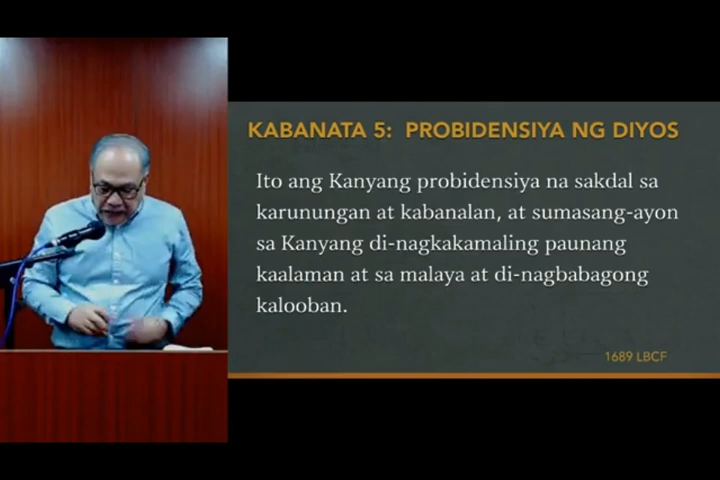 KABANATA 5: PROBIDENSIYA NG DIYOS
Ito ang Kanyang probidensiya na sakdal sa
karunungan at kabanalan, at sumasang-ayon
sa Kanyang di-nagkakamaling paunang
kaalaman at sa malaya at di-nagbabagong
kalooban.
1689 LBCF